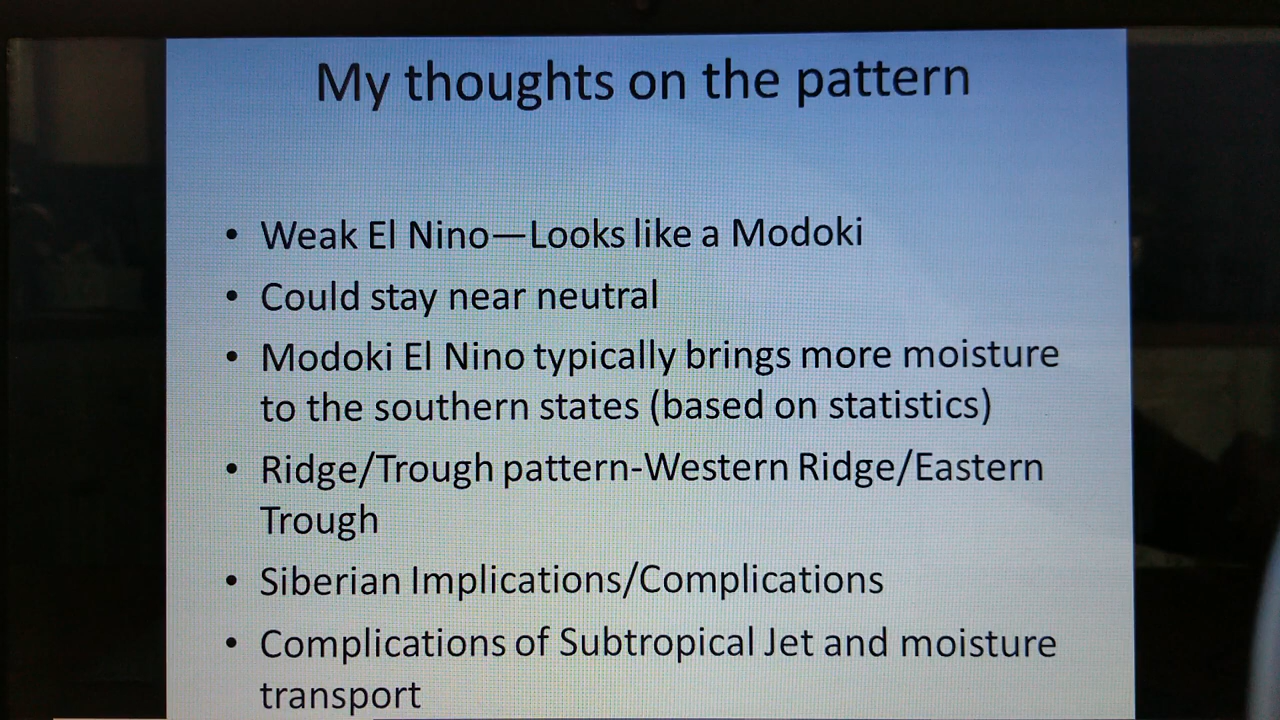 My thoughts on the pattern
• Weak El Nino—Looks like a Modoki
• Could stay near neutral
• Modoki El Nino typically brings more moisture
to the southern states (based on statistics)
• Ridge/Trough pattern-Western Ridge/Eastern
Trough
• Siberian Implications/Complications
• Complications of Subtropical Jet and moisture
transport